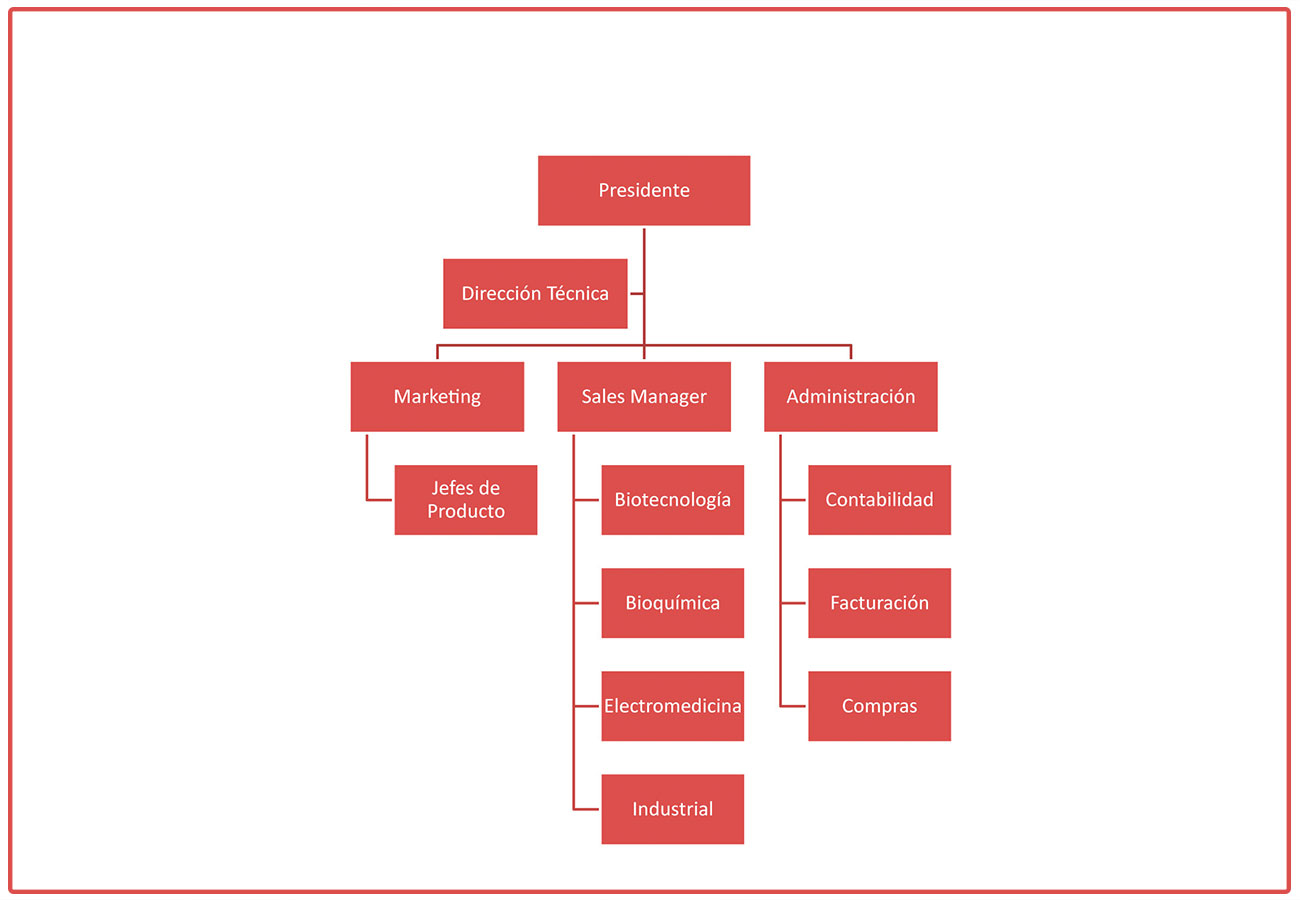 Presidente
Dirección Técnica
Marketing
Sales Manager
Administración
Jefes de
Producto
Biotecnología
Contabilidad
Bioquímica
Facturación
Electromedicina
Compras
Industrial